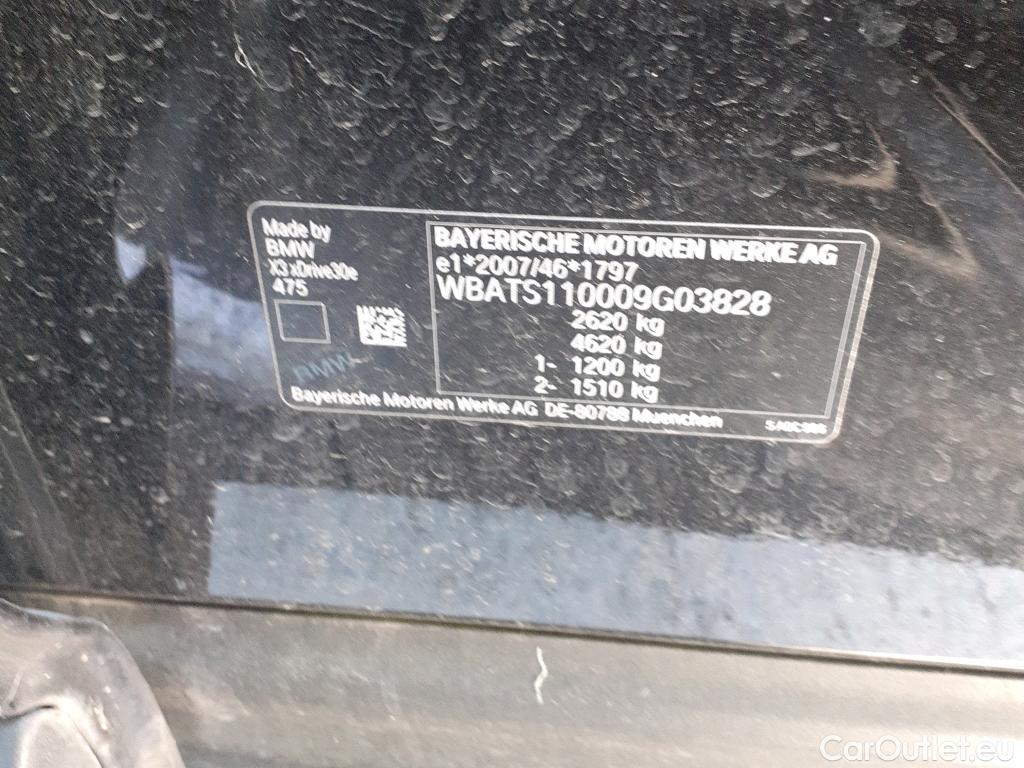 Made by
BMW
X3 xDrive30e
475
BMW
BAYERISCHE MOTOREN WERKE AG
e1*2007/46*1797
WBATS110009G03828
2620 kg
4620 kg
1- 1200 kg
2- 1510 kg
Bayerische Motoren Werke AG DE-80788 Muenchen
CarOutlet.eu